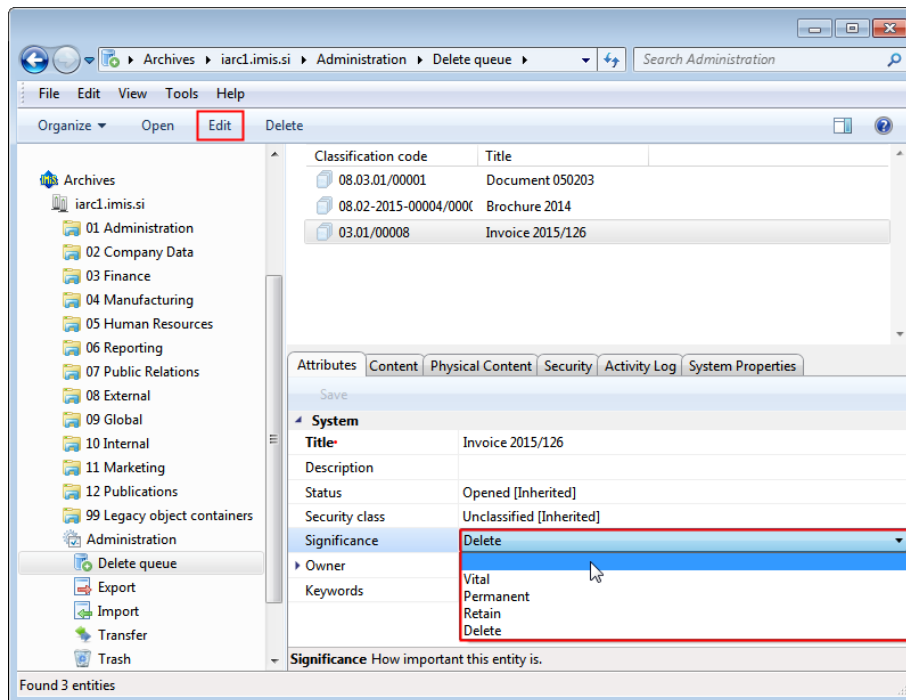 Archives iarc1.imis.si Administration Delete queue Search Administration
File Edit View Tools Help
Organize Open Edit Delete
Classification code Title
08.03.01/00001 Document 050203
08.02-2015-00004/000( Brochure 2014
03.01/00008 Invoice 2015/126
Archives
iarc1.imis.si
01 Administration
02 Company Data
03 Finance
04 Manufacturing
05 Human Resources
06 Reporting
07 Public Relations
08 External
09 Global
10 Internal
11 Marketing
12 Publications
99 Legacy object containers
Administration
Delete queue
Export
Import
Transfer
Trash
Attributes Content Physical Content Security Activity Log System Properties
Save
System
Title• Invoice 2015/126
Description
Status Opened [Inherited]
Security class Unclassified [Inherited]
Significance Delete
Owner
Vital
Permanent
Keywords
Retain
Delete
Significance How important this entity is.
Found 3 entities